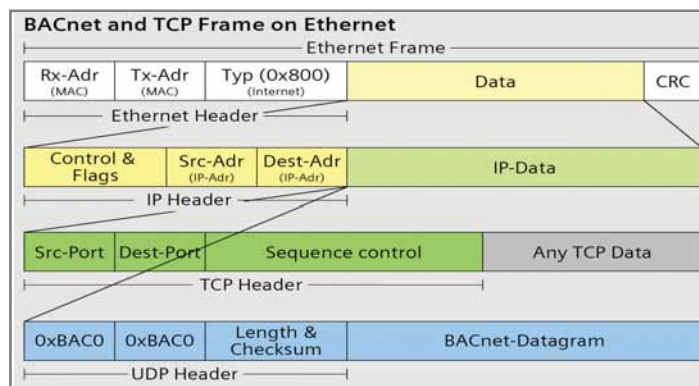 BACnet and TCP Frame on Ethernet
Ethernet Frame
Rx-Adr Tx-Adr Typ (0x800) Data CRC
(MAC) (MAC) (Internet)
Ethernet Header
Control & Src-Adr Dest-Adr IP-Data
Flags (IP-Adr) (IP-Adr)
IP Header
Src-Port Dest-Port Sequence control Any TCP Data
TCP Header
0xBAC0 0xBAC0 Length & BACnet-Datagram
Checksum
UDP Header